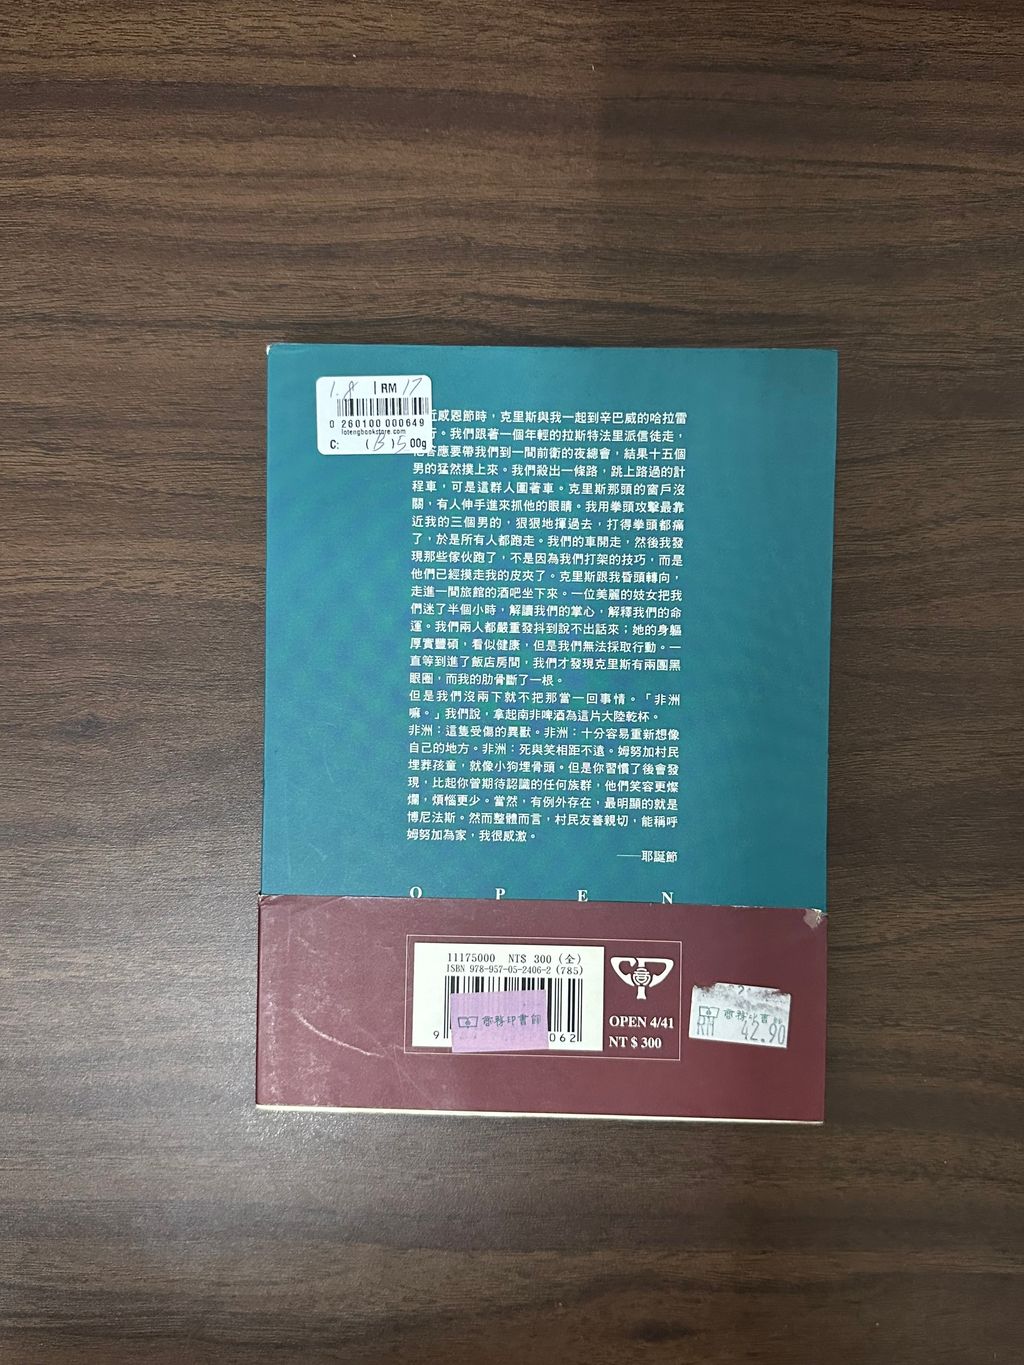 1.8 | RM 17
0 260100 000649
lotengbookstore.com
C: (B)500g
近感恩節時，克里斯與我一起到辛巴威的哈拉雷
行。我們跟著一個年輕的拉斯特法里派信徒走，
答應要帶我們到一間前衛的夜總會，結果十五個
男的猛然撲上來。我們殺出一條路，跳上路過的計
程車，可是這群人圍著車。克里斯那頭的窗戶沒
關，有人伸手進來抓他的眼睛。我用拳頭攻擊最靠
近我的三個男的，狠狠地揮過去，打得拳頭都痛
了，於是所有人都跑走。我們的車開走，然後我發
現那些傢伙跑了，不是因為我們打架的技巧，而是
他們已經摸走我的皮夾了。克里斯跟我昏頭轉向，
走進一間旅館的酒吧坐下來。一位美麗的妓女把我
們迷了半個小時，解讀我們的掌心，解釋我們的命
運。我們兩人都嚴重發抖到說不出話來；她的身軀
厚實豐碩，看似健康，但是我們無法採取行動。一
直等到進了飯店房間，我們才發現克里斯有兩團黑
眼圈，而我的肋骨斷了一根。
但是我們沒兩下就不把那當一回事情。「非洲
嘛。」我們說，拿起南非啤酒為這片大陸乾杯。
非洲：這隻受傷的異獸。非洲：十分容易重新想像
自己的地方。非洲：死與笑相距不遠。姆努加村民
埋葬孩童，就像小狗埋骨頭。但是你習慣了後會發
現，比起你曾期待認識的任何族群，他們笑容更燦
爛，煩惱更少。當然，有例外存在，最明顯的就是
博尼法斯。然而整體而言，村民友善親切，能稱呼
姆努加為家，我很感激。
——耶誕節
O P E N
11175000 NT$ 300 (全)
ISBN 978-957-05-2406-2 (785)
商務印書館
9 062
OPEN 4/41
NT $ 300
商務印書館
RM 42.90